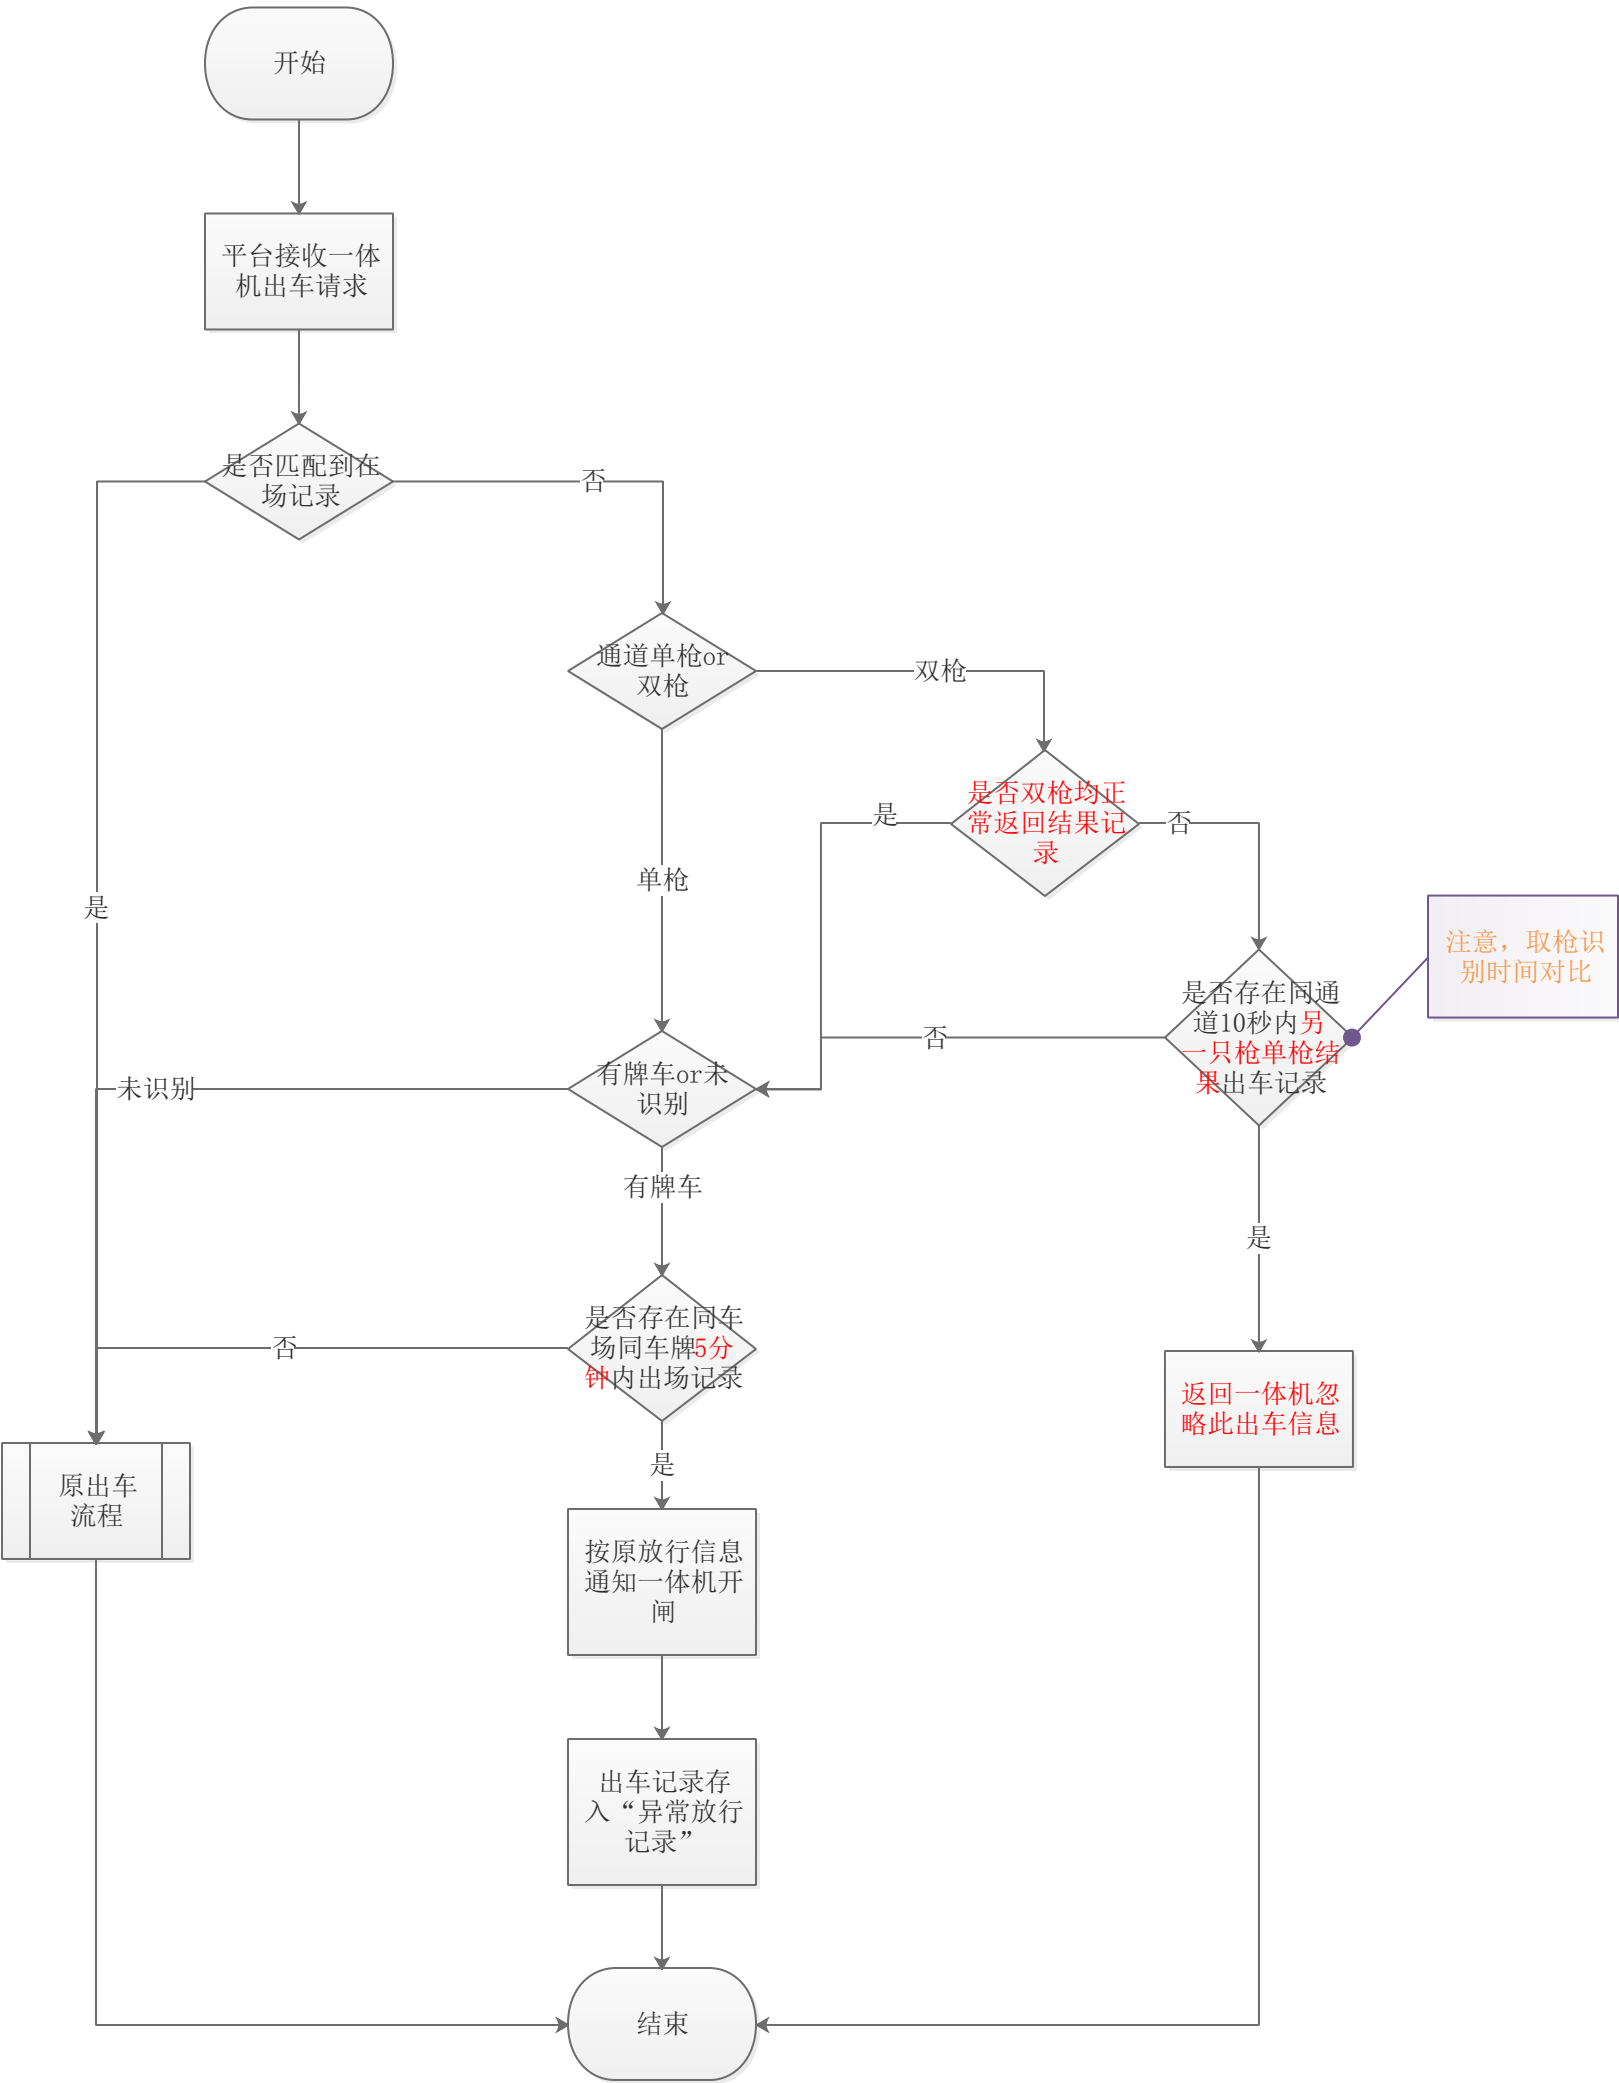 开始
平台接收一体
机出车请求
是否匹配到在
场记录
否
通道单枪or
双枪
双枪
是否双枪均正
常返回结果记
录
是
否
单枪
是
注意，取枪识
别时间对比
是否存在同通
道10秒内另
一只枪单枪结
果出车记录
否
有牌车or未
识别
未识别
有牌车
是
是否存在同车
场同车牌5分
钟内出场记录
否
返回一体机忽
略此出车信息
是
原出车
流程
按原放行信息
通知一体机开
闸
出车记录存
入“异常放行
记录”
结束